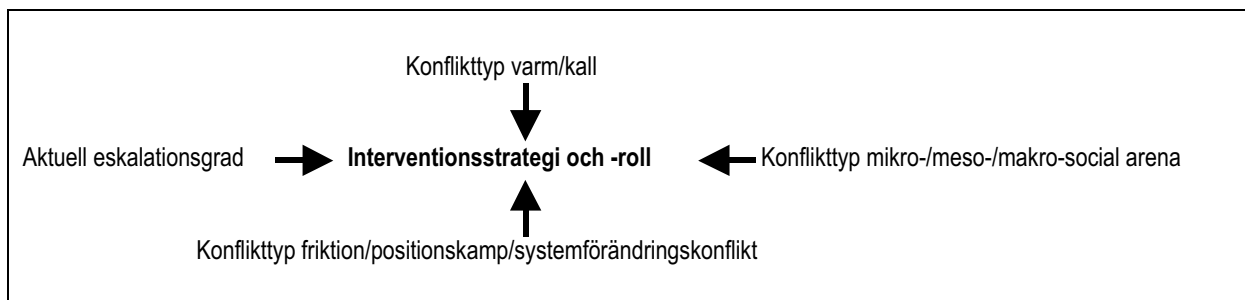 Konflikttyp varm/kall
Aktuell eskalationsgrad
Interventionsstrategi och -roll
Konflikttyp mikro-/meso-/makro-social arena
Konflikttyp friktion/positionskamp/systemförändringskonflikt